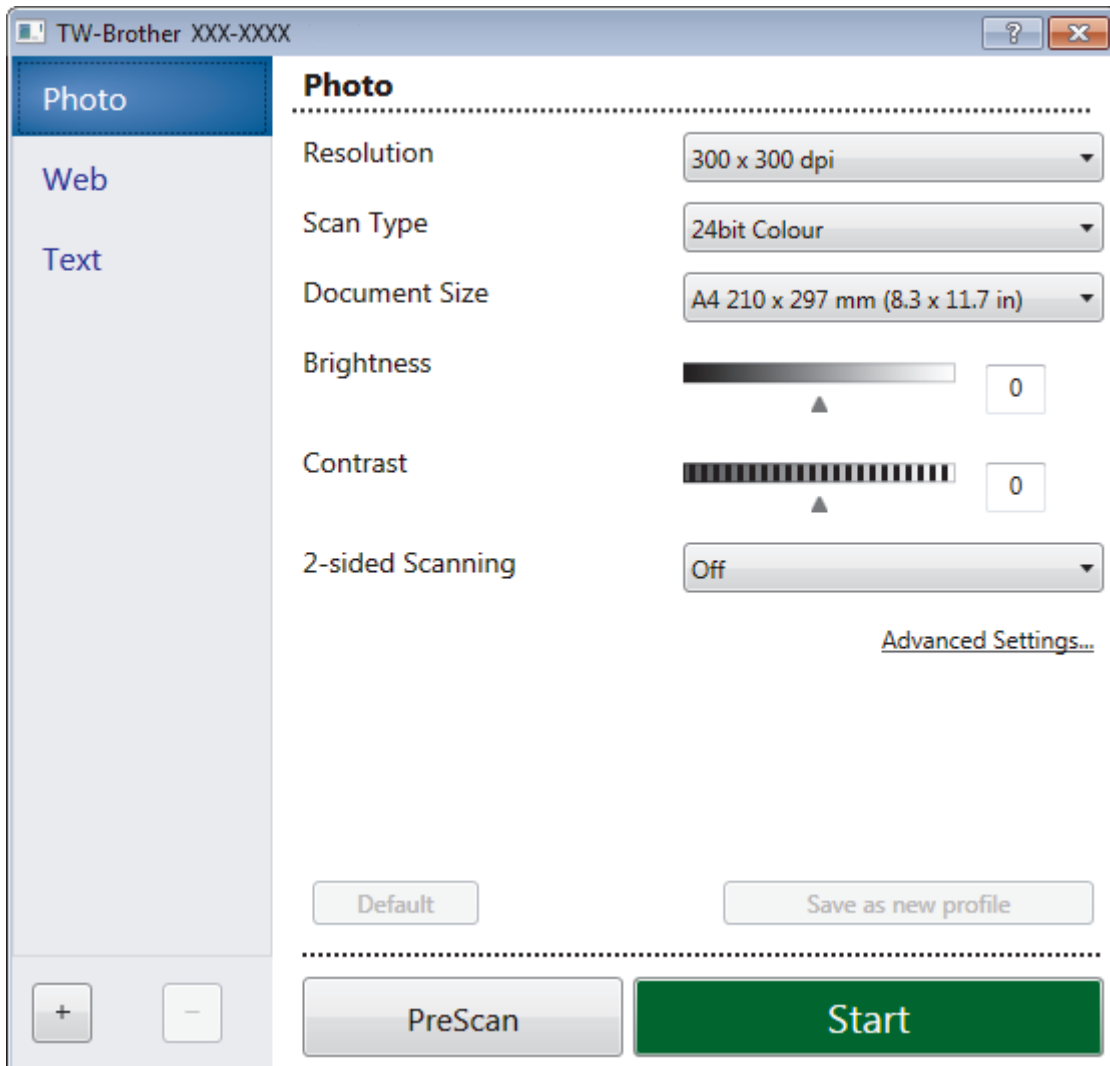 TW-Brother XXX-XXXX
?
Photo
Web
Text
Photo
Resolution
300 x 300 dpi
Scan Type
24bit Colour
Document Size
A4 210 x 297 mm (8.3 x 11.7 in)
Brightness
0
Contrast
0
2-sided Scanning
Off
Advanced Settings...
Default
Save as new profile
+
−
PreScan
Start